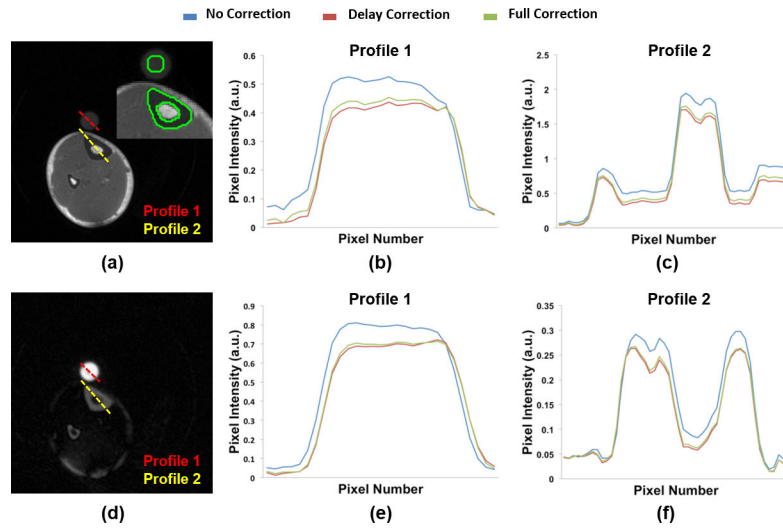 No Correction Delay Correction Full Correction
Profile 1
Profile 2
Profile 1
Profile 2
(a)
Pixel Intensity (a.u.)
0.6
0.5
0.4
0.3
0.2
0.1
0
Pixel Number
(b)
Pixel Intensity (a.u.)
2.5
2
1.5
1
0.5
0
Pixel Number
(c)
Profile 1
Profile 2
Profile 1
Profile 2
(d)
Pixel Intensity (a.u.)
0.9
0.8
0.7
0.6
0.5
0.4
0.3
0.2
0.1
0
Pixel Number
(e)
Pixel Intensity (a.u.)
0.35
0.3
0.25
0.2
0.15
0.1
0.05
0
Pixel Number
(f)